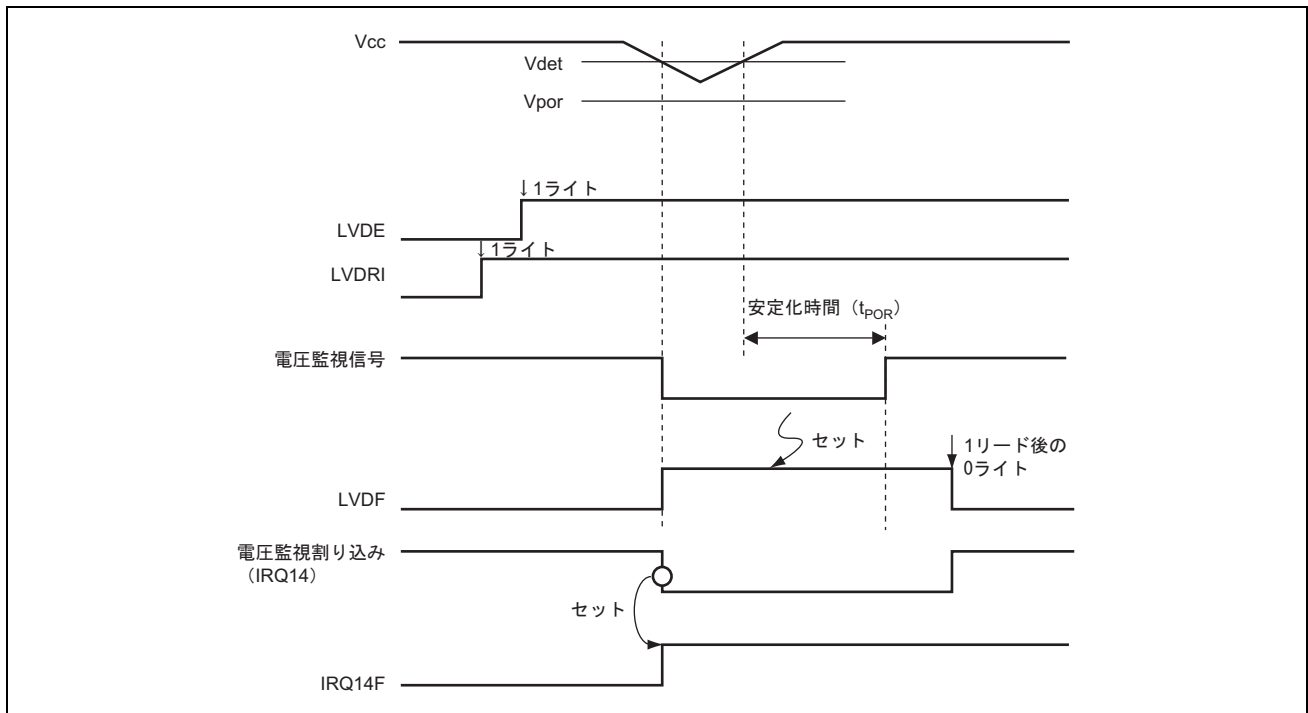 Vcc
Vdet
Vpor
↓1ライト
LVDE
↓1ライト
LVDRI
安定化時間（tPOR）
電圧監視信号
セット
1リード後の
0ライト
LVDF
電圧監視割り込み
（IRQ14）
セット
IRQ14F